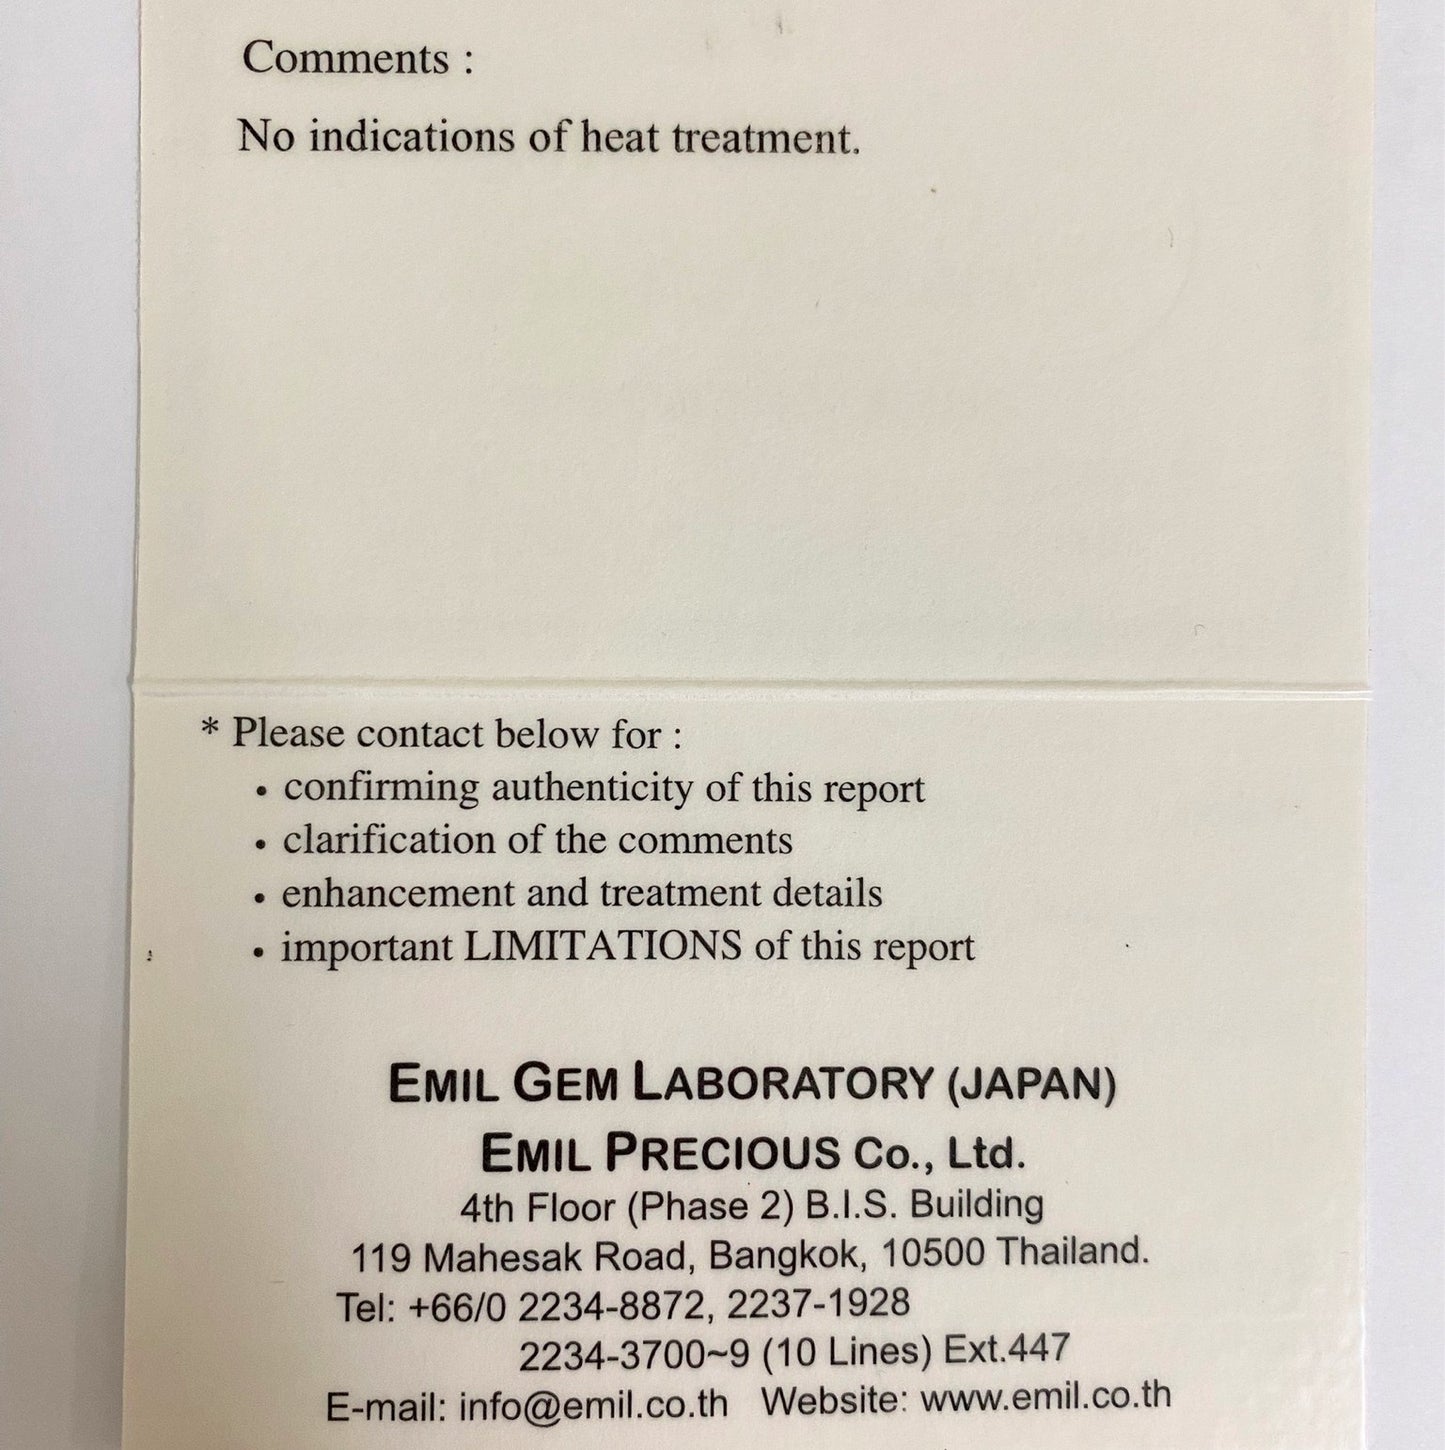 Comments :
No indications of heat treatment.
* Please contact below for :
• confirming authenticity of this report
• clarification of the comments
• enhancement and treatment details
• important LIMITATIONS of this report
EMIL GEM LABORATORY (JAPAN)
EMIL PRECIOUS Co., Ltd.
4th Floor (Phase 2) B.I.S. Building
119 Mahesak Road, Bangkok, 10500 Thailand.
Tel: +66/0 2234-8872, 2237-1928
2234-3700~9 (10 Lines) Ext.447
E-mail: info@emil.co.th Website: www.emil.co.th